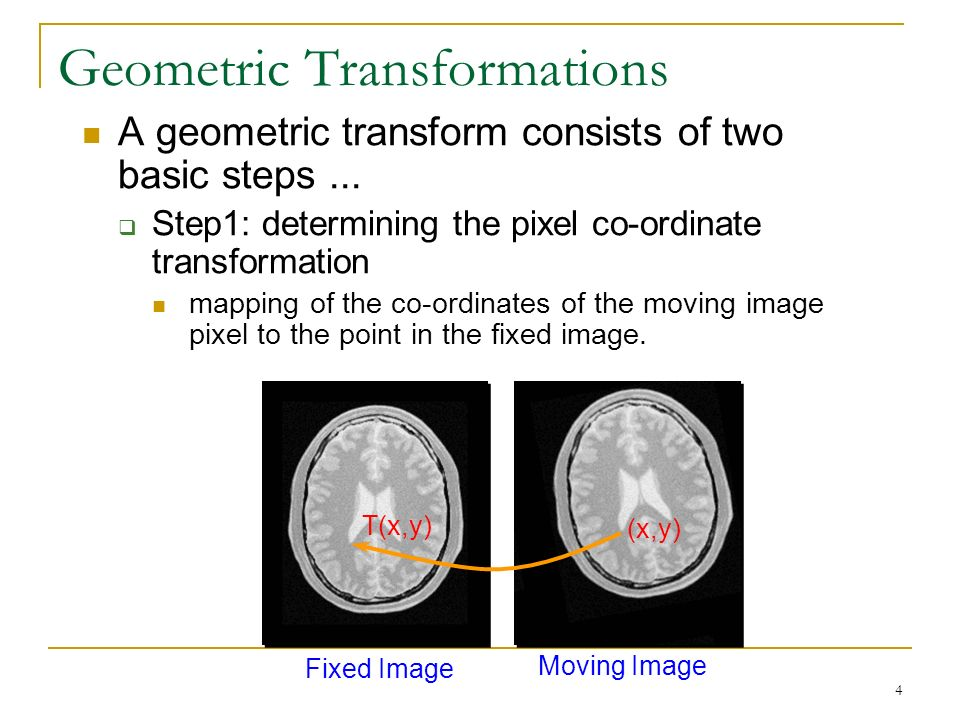 Geometric Transformations
A geometric transform consists of two
basic steps ...
Step1: determining the pixel co-ordinate
transformation
mapping of the co-ordinates of the moving image
pixel to the point in the fixed image.
T(x,y)
(x,y)
Fixed Image
Moving Image
4